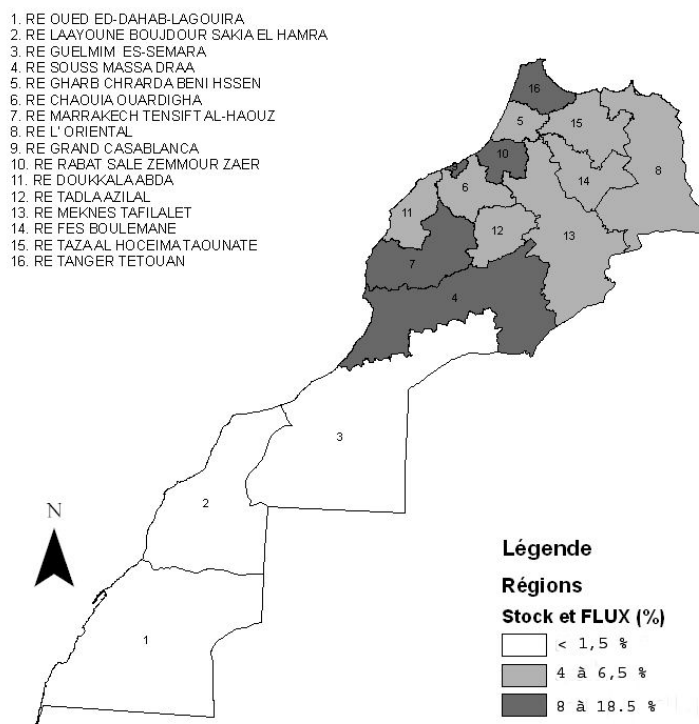 1. RE OUED ED-DAHAB-LAGOUIRA
2. RE LAAYOUNE BOUJDOUR SAKIA EL HAMRA
3. RE GUELMIM ES-SEMARA
4. RE SOUSS MASSA DRAA
5. RE GHARB CHRARDA BENI HSSEN
6. RE CHAOUIA OUARDIGHA
7. RE MARRAKECH TENSIFT AL-HAOUZ
8. RE L' ORIENTAL
9. RE GRAND CASABLANCA
10. RE RABAT SALE ZEMMOUR ZAER
11. RE DOUKKALA ABDA
12. RE TADLA AZILAL
13. RE MEKNES TAFILALET
14. RE FES BOULEMANE
15. RE TAZA AL HOCEIMA TAOUNATE
16. RE TANGER TETOUAN
16
5
15
10
8
9
6
14
11
12
13
7
4
3
2
1
N
Légende
Régions
Stock et FLUX (%)
< 1,5 %
4 à 6,5 %
8 à 18.5 %